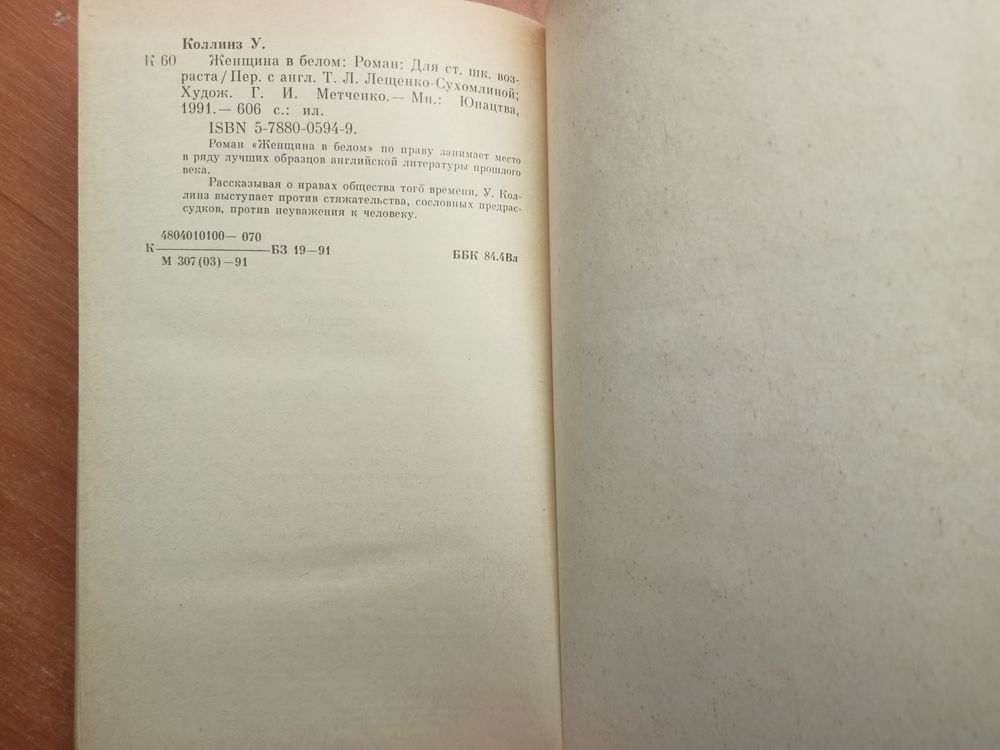 Коллинз У.
К 60 Женщина в белом: Роман: Для ст. шк. воз-
раста/Пер. с англ. Т. Л. Лещенко-Сухомлиной;
Худож. Г. И. Метченко.— Мн.: Юнацтва,
1991.— 606 с.: ил.
ISBN 5-7880-0594-9.
Роман «Женщина в белом» по праву занимает место
в ряду лучших образцов английской литературы прошлого
века.
Рассказывая о нравах общества того времени, У. Кол-
линз выступает против стяжательства, сословных предрас-
судков, против неуважения к человеку.
4804010100—070
К БЗ 19—91
М 307(03)—91
ББК 84.4Вл